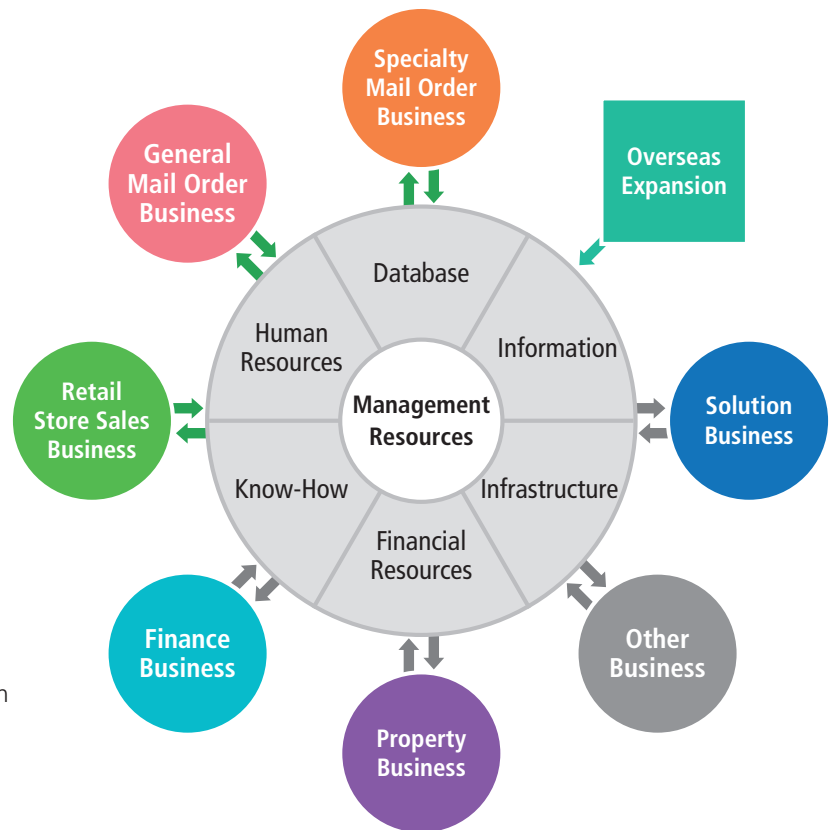 Specialty
Mail Order
Business
General
Mail Order
Business
Overseas
Expansion
Database
Human
Resources
Information
Management
Resources
Retail
Store Sales
Business
Solution
Business
Know-How
Infrastructure
Financial
Resources
Finance
Business
Other
Business
n
Property
Business